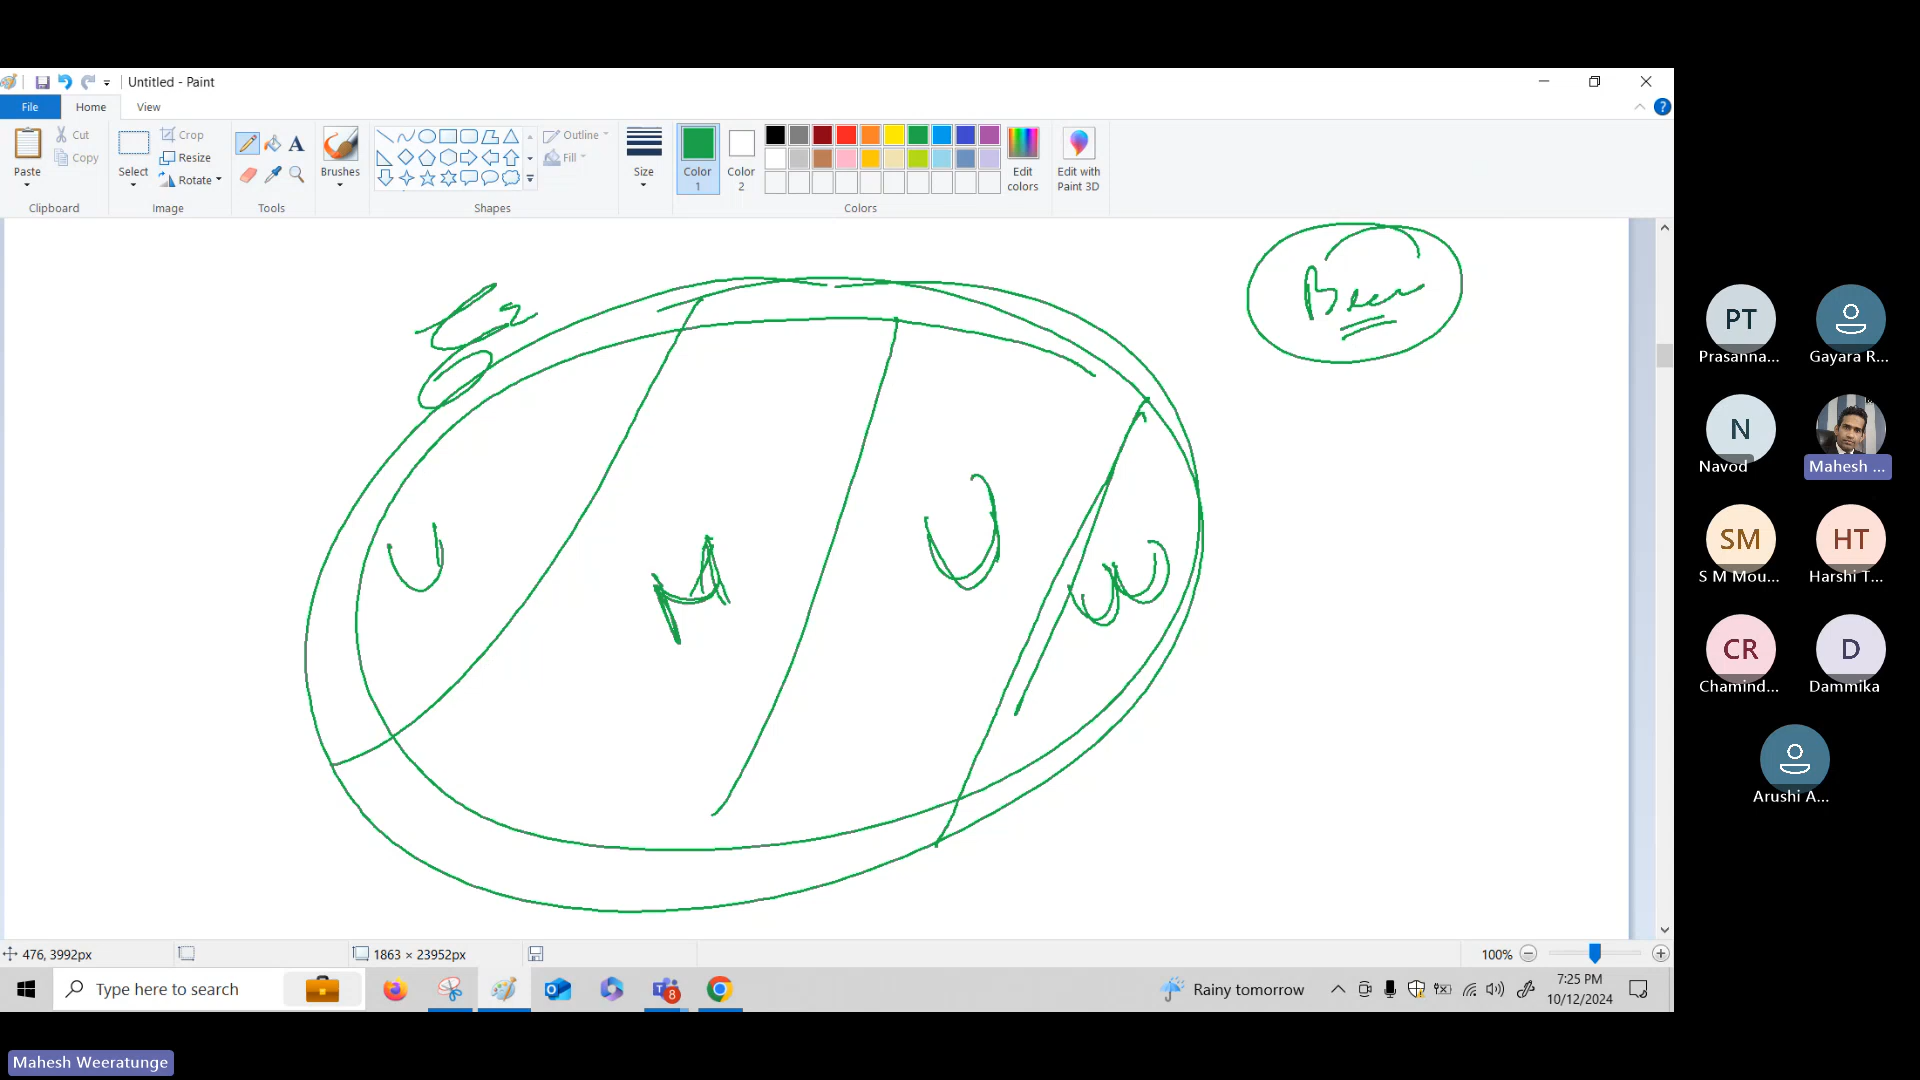 Untitled - Paint
File Home View
Paste
Cut
Copy
Clipboard
Select
Crop
Resize
Rotate
Image
Tools
Brushes
Shapes
Outline
Fill
Size
Color 1
Color 2
Edit colors
Edit with Paint 3D
Colors
U
M
U
PT
Prasanna...
Gayara R...
N
Navod
Mahesh ...
SM
S M Mou...
HT
Harshi T...
CR
Chamind...
D
Dammika
Arushi A...
476, 3992px
1863 × 23952px
100%
Type here to search
8
Rainy tomorrow
7:25 PM
10/12/2024
Mahesh Weeratunge